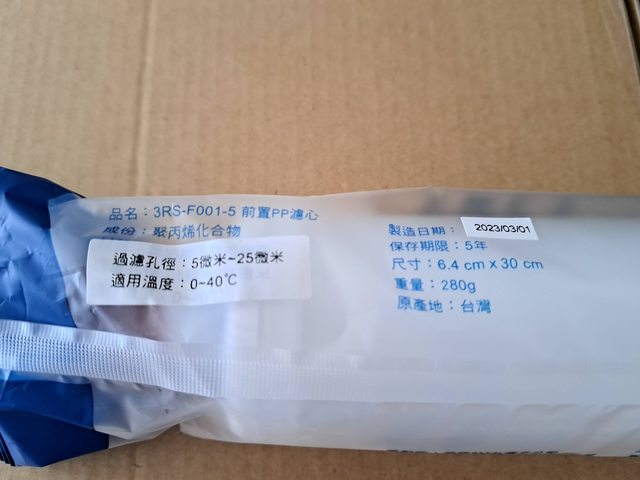 品名：3RS-F001-5 前置PP濾心
成份：聚丙烯化合物
過濾孔徑：5微米~25微米
適用溫度：0~40℃
製造日期：2023/03/01
保存期限：5年
尺寸：6.4 cm x 30 cm
重量：280g
原產地：台灣